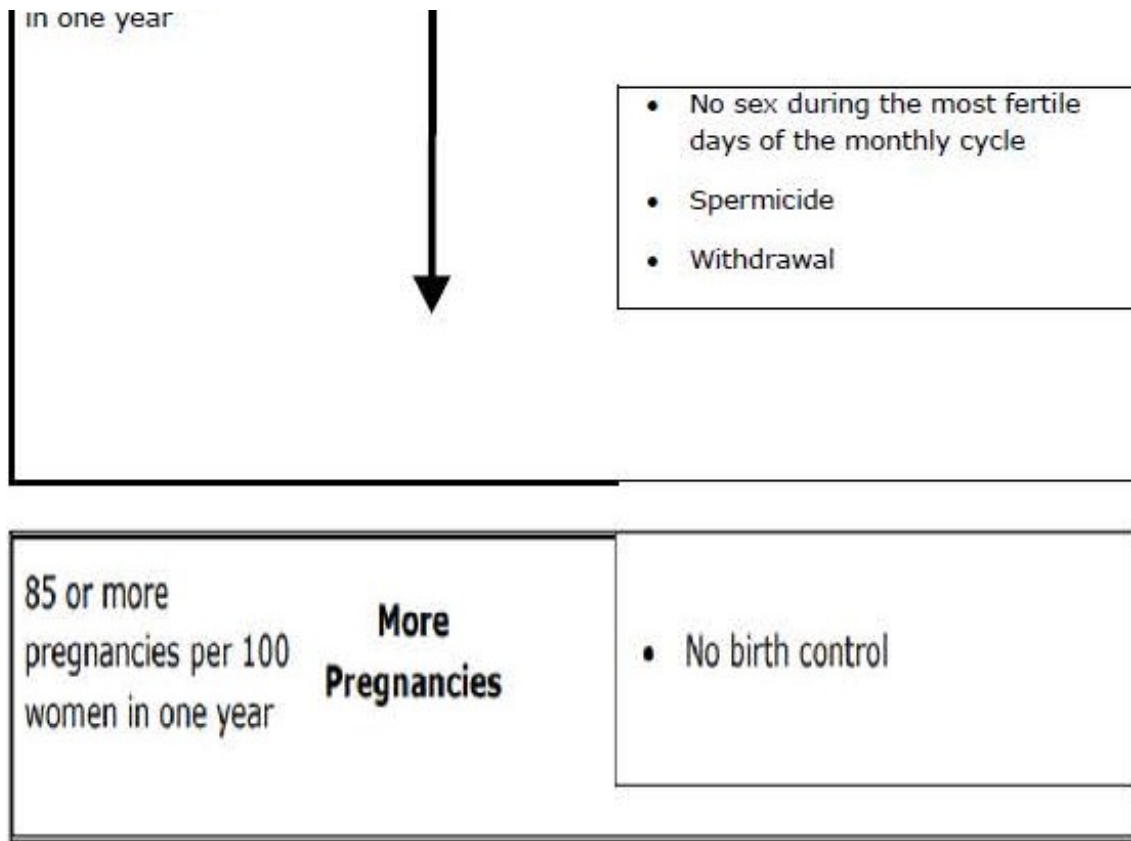 in one year
• No sex during the most fertile
days of the monthly cycle
• Spermicide
• Withdrawal
85 or more
pregnancies per 100
women in one year
More
Pregnancies
• No birth control